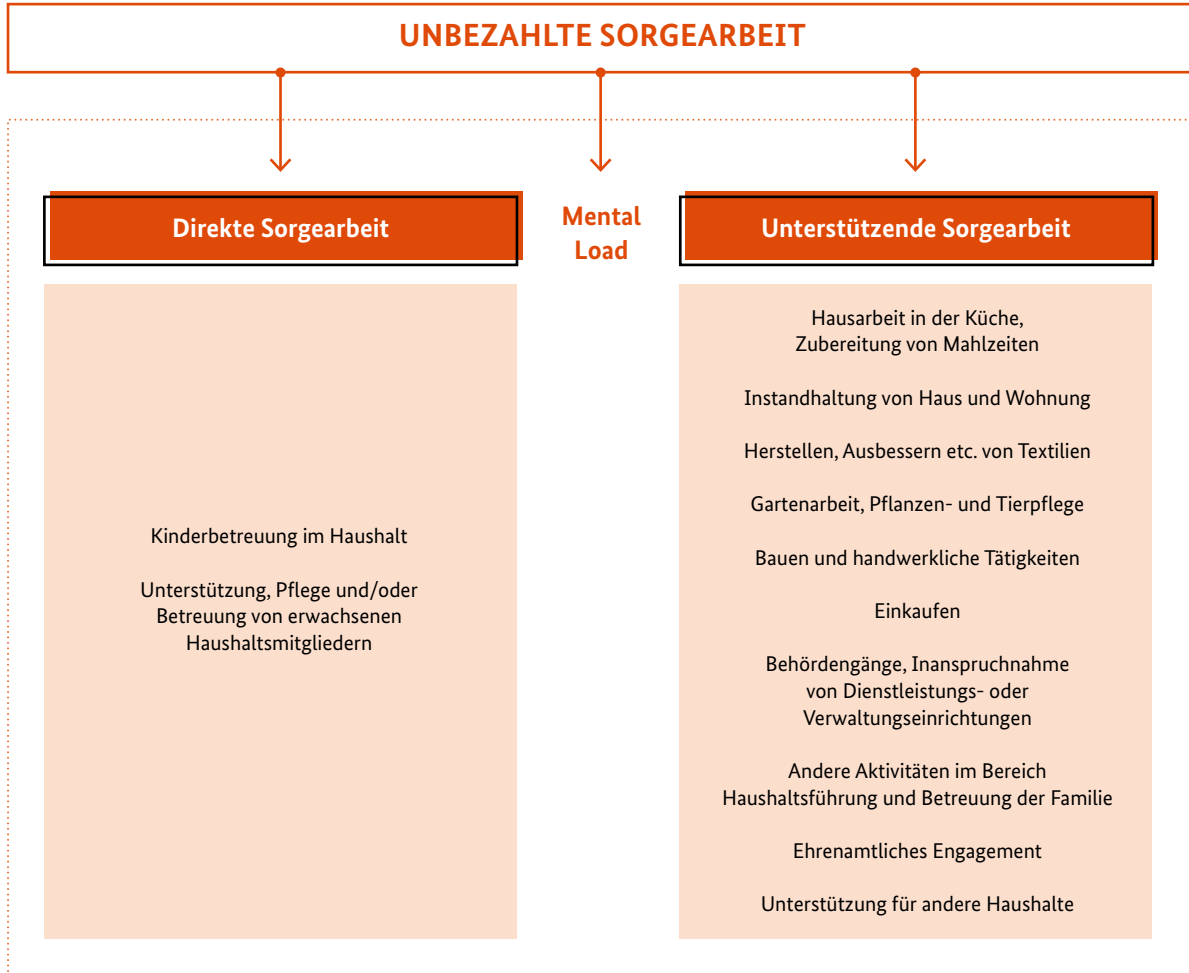 UNBEZAHLTE SORGEARBEIT
Direkte Sorgearbeit
Kinderbetreuung im Haushalt
Unterstützung, Pflege und/oder
Betreuung von erwachsenen
Haushaltsmitgliedern
Mental
Load
Unterstützende Sorgearbeit
Hausarbeit in der Küche,
Zubereitung von Mahlzeiten
Instandhaltung von Haus und Wohnung
Herstellen, Ausbessern etc. von Textilien
Gartenarbeit, Pflanzen- und Tierpflege
Bauen und handwerkliche Tätigkeiten
Einkaufen
Behördengänge, Inanspruchnahme
von Dienstleistungs- oder
Verwaltungseinrichtungen
Andere Aktivitäten im Bereich
Haushaltsführung und Betreuung der Familie
Ehrenamtliches Engagement
Unterstützung für andere Haushalte